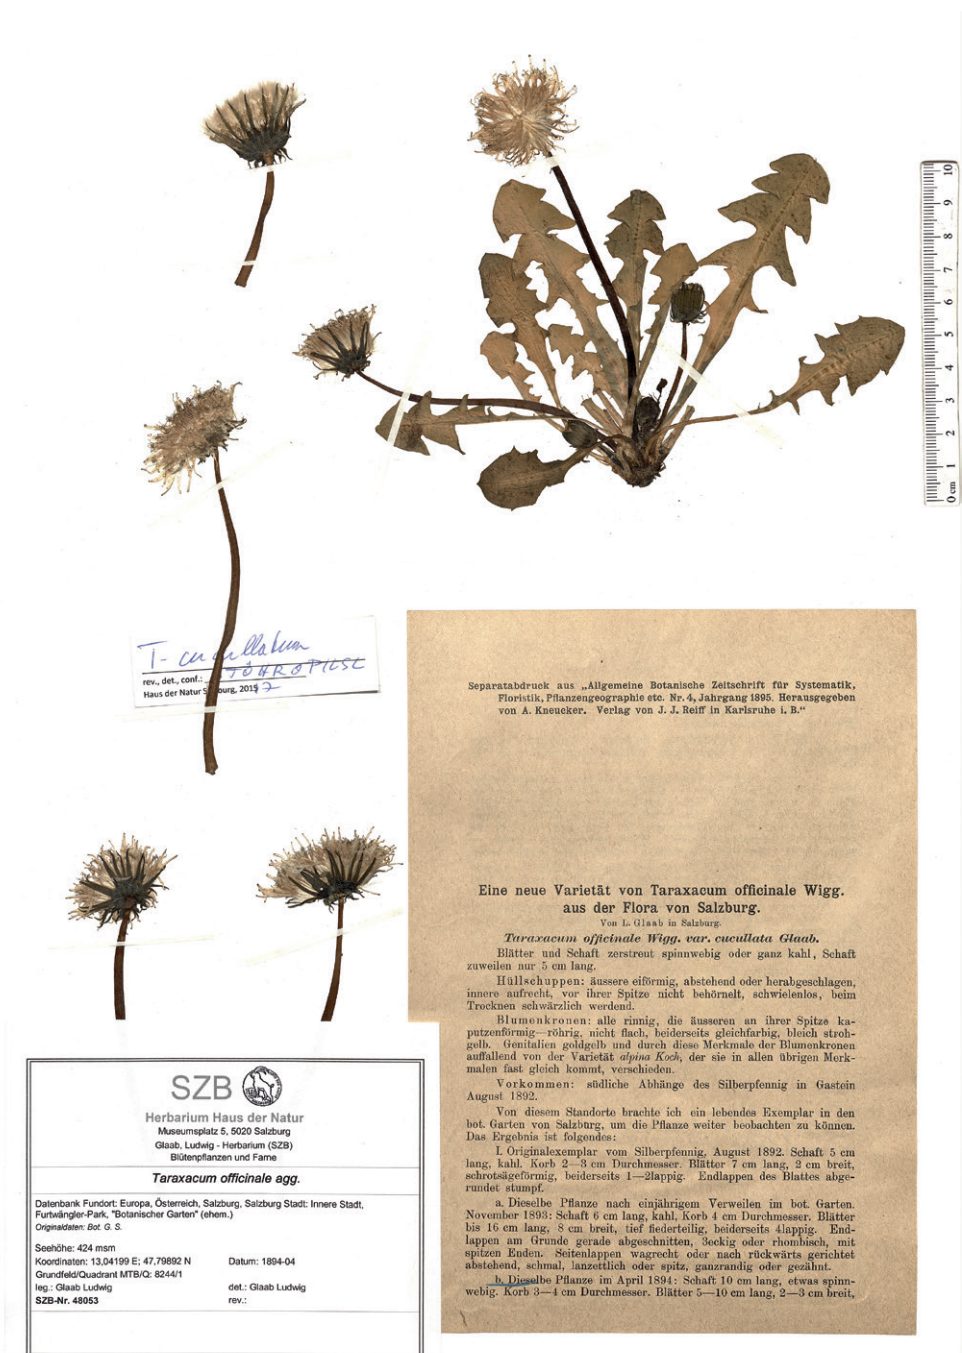 10
9
8
7
6
5
4
3
2
1
0 cm
T. cucullatum
rev., det., conf.:
Haus der Natur Salzburg, 2017
Separatabdruck aus „Allgemeine Botanische Zeitschrift für Systematik,
Floristik, Pflanzengeographie etc. Nr. 4, Jahrgang 1895. Herausgegeben
von A. Kneucker. Verlag von J. J. Reiff in Karlsruhe i. B.“
Eine neue Varietät von Taraxacum officinale Wigg.
aus der Flora von Salzburg.
Von L. Glaab in Salzburg.
Taraxacum officinale Wigg. var. cucullata Glaab.
Blätter und Schaft zerstreut spinnwebig oder ganz kahl, Schaft
zuweilen nur 5 cm lang.
Hüllschuppen: äussere eiförmig, abstehend oder herabgeschlagen,
innere aufrecht, vor ihrer Spitze nicht behörnelt, schwielenlos, beim
Trocknen schwärzlich werdend.
Blumenkronen: alle rinnig, die äusseren an ihrer Spitze ka-
putzenförmig—röhrig, nicht flach, beiderseits gleichfarbig, bleich stroh-
gelb. Genitalien goldgelb und durch diese Merkmale der Blumenkronen
auffallend von der Varietät alpina Koch, der sie in allen übrigen Merk-
malen fast gleich kommt, verschieden.
Vorkommen: südliche Abhänge des Silberpfennig in Gastein
August 1892.
Von diesem Standorte brachte ich ein lebendes Exemplar in den
bot. Garten von Salzburg, um die Pflanze weiter beobachten zu können.
Das Ergebnis ist folgendes:
I. Originalexemplar vom Silberpfennig, August 1892. Schaft 5 cm
lang, kahl. Korb 2—3 cm Durchmesser. Blätter 7 cm lang, 2 cm breit,
schrotsägeförmig, beiderseits 1—2lappig. Endlappen des Blattes abge-
rundet stumpf.
a. Dieselbe Pflanze nach einjährigem Verweilen im bot. Garten.
November 1893: Schaft 6 cm lang, kahl, Korb 4 cm Durchmesser. Blätter
bis 16 cm lang, 8 cm breit, tief fiederteilig, beiderseits 4lappig. End-
lappen am Grunde gerade abgeschnitten, 3eckig oder rhombisch, mit
spitzen Enden. Seitenlappen wagrecht oder nach rückwärts gerichtet
abstehend, schmal, lanzettlich oder spitz, ganzrandig oder gezähnt.
b. Dieselbe Pflanze im April 1894: Schaft 10 cm lang, etwas spinn-
webig. Korb 3—4 cm Durchmesser. Blätter 5—10 cm lang, 2—3 cm breit,
SZB
Herbarium Haus der Natur
Museumsplatz 5, 5020 Salzburg
Glaab, Ludwig - Herbarium (SZB)
Blütenpflanzen und Farne
Taraxacum officinale agg.
Datenbank Fundort: Europa, Österreich, Salzburg, Salzburg Stadt: Innere Stadt,
Furtwängler-Park, "Botanischer Garten" (ehem.)
Originaldaten: Bot. G. S.
Seehöhe: 424 msm
Koordinaten: 13,04199 E; 47,79892 N Datum: 1894-04
Grundfeld/Quadrant MTB/Q: 8244/1
leg.: Glaab Ludwig det.: Glaab Ludwig
SZB-Nr. 48053 rev.: